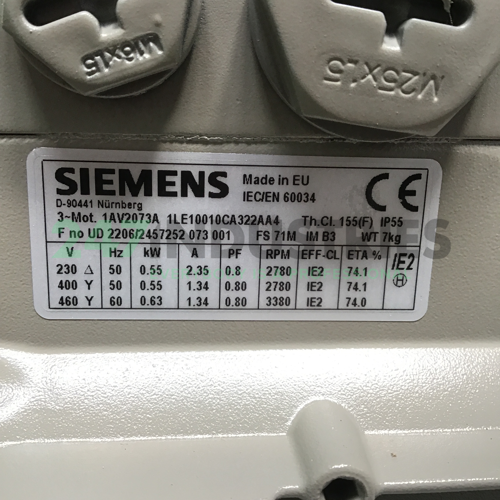 M16x1.5
M25x1.5
SIEMENS Made in EU CE
D-90441 Nürnberg IEC/EN 60034
3~Mot. 1AV2073A 1LE10010CA322AA4 Th.Cl. 155(F) IP55
F no UD 2206/2457252 073 001 FS 71M IM B3 WT 7kg
V Hz kW A PF RPM EFF-CL ETA % IE2
230 Δ 50 0.55 2.35 0.8 2780 IE2 74.1
400 Y 50 0.55 1.34 0.80 2780 IE2 74.1
460 Y 60 0.63 1.34 0.80 3380 IE2 74.0